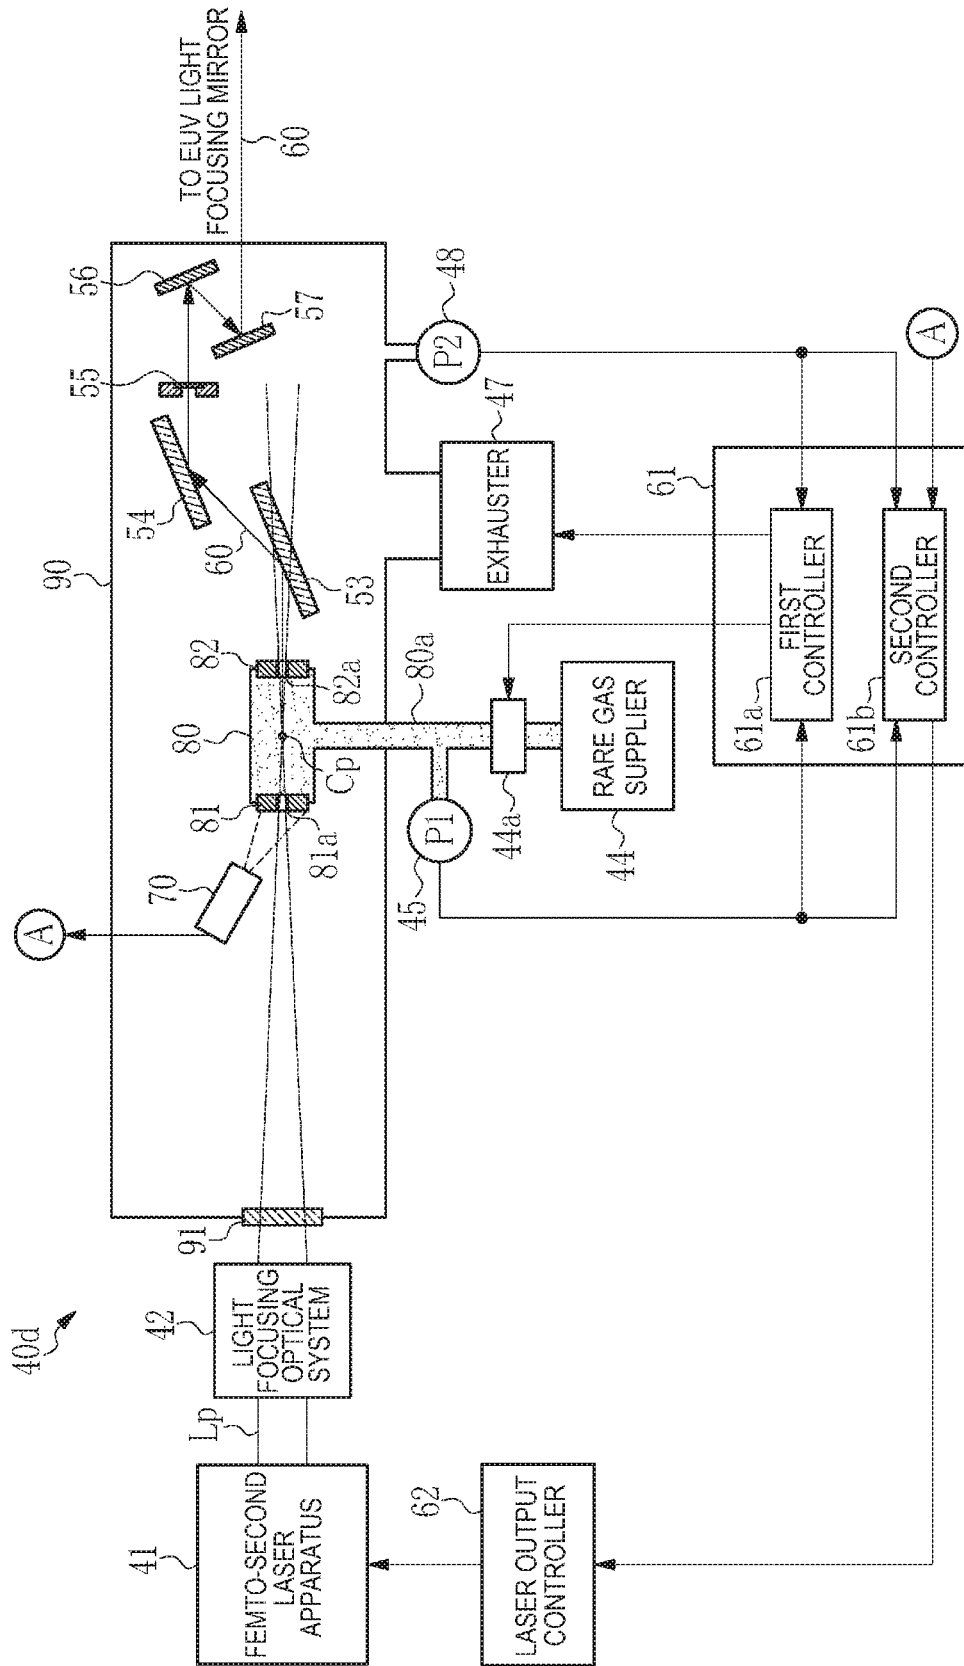 40d
41
FEMTO-SECOND
LASER
APPARATUS
Lp
42
LIGHT
FOCUSING
OPTICAL
SYSTEM
91
90
A
70
81
81a
80
Cp
82
82a
53
60
54
55
56
57
TO EUV LIGHT
FOCUSING MIRROR
60
80a
45
P1
44a
44
RARE GAS
SUPPLIER
47
EXHAUSTER
48
P2
A
61
61a
FIRST
CONTROLLER
61b
SECOND
CONTROLLER
62
LASER OUTPUT
CONTROLLER